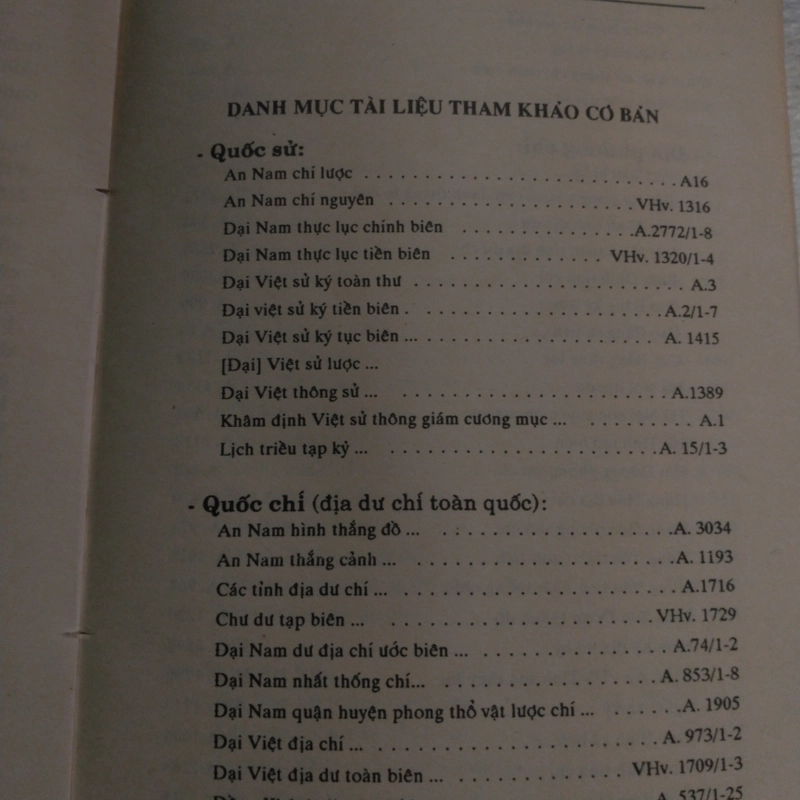 DANH MỤC TÀI LIỆU THAM KHẢO CƠ BẢN
- Quốc sử:
An Nam chí lược . . . . . . . . . . . . . . . . . . . . . . . . . . . . A16
An Nam chí nguyên . . . . . . . . . . . . . . . . . . . . . . VHv. 1316
Đại Nam thực lục chính biên . . . . . . . . . . . . . . . . . A.2772/1-8
Đại Nam thực lục tiền biên . . . . . . . . . . . . . VHv. 1320/1-4
Đại Việt sử ký toàn thư . . . . . . . . . . . . . . . . . . . . . . . . A.3
Đại việt sử ký tiền biên . . . . . . . . . . . . . . . . . . . . . . . A.2/1-7
Đại Việt sử ký tục biên ... . . . . . . . . . . . . . . . . . . . . A. 1415
[Đại] Việt sử lược ...
Đại Việt thông sử ... . . . . . . . . . . . . . . . . . . . . . . . . A.1389
Khâm định Việt sử thông giám cương mục ... . . . . . . . . . A.1
Lịch triều tạp kỷ ... . . . . . . . . . . . . . . . . . . . . . . . . A. 15/1-3
- Quốc chí (địa dư chí toàn quốc):
An Nam hình thắng đồ ... . . . . . . . . . . . . . . . . . . . A. 3034
An Nam thắng cảnh ... . . . . . . . . . . . . . . . . . . . . . A. 1193
Các tỉnh địa dư chí ... . . . . . . . . . . . . . . . . . . . . . . A.1716
Chư dư tạp biên ... . . . . . . . . . . . . . . . . . . . . . VHv. 1729
Đại Nam dư địa chí ước biên ... . . . . . . . . . . . . . . . A.74/1-2
Đại Nam nhất thống chí... . . . . . . . . . . . . . . . . . . A. 853/1-8
Đại Nam quận huyện phong thổ vật lược chí ... . . . . . . A. 1905
Đại Việt địa chí ... . . . . . . . . . . . . . . . . . . . . . . . A. 973/1-2
Đại Việt địa dư toàn biên ... . . . . . . . . . . . . . . VHv. 1709/1-3
A. 537/1-25